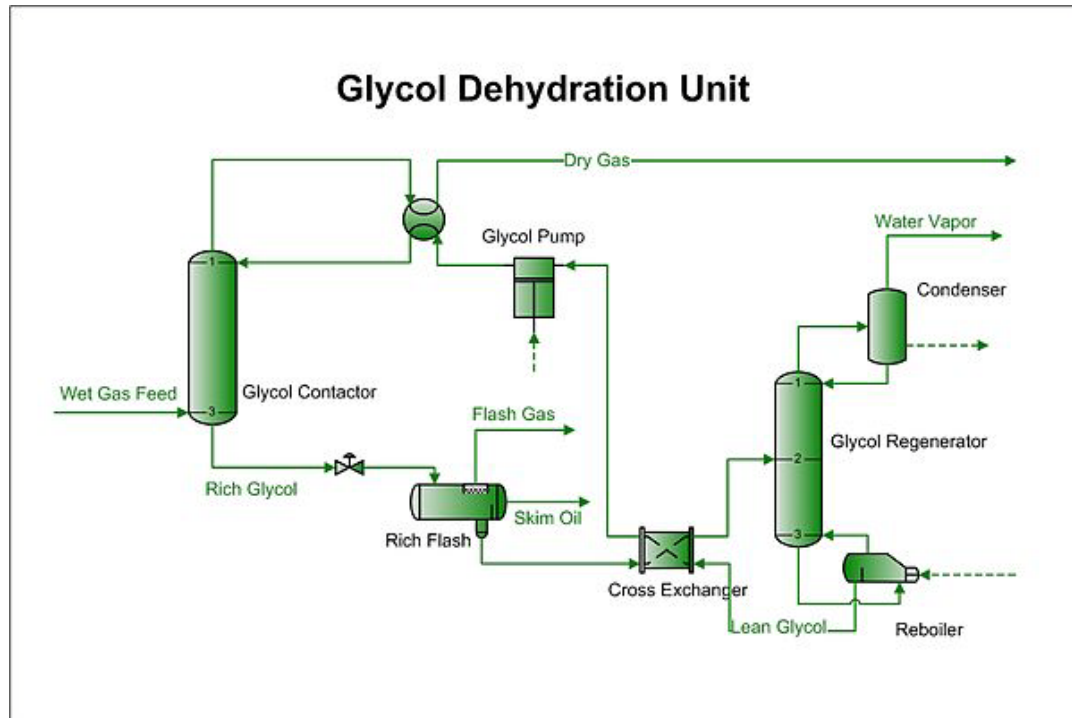 Glycol Dehydration Unit
Dry Gas
Water Vapor
Glycol Pump
1
Condenser
1
Wet Gas Feed
3
Glycol Contactor
Flash Gas
Glycol Regenerator
2
Rich Glycol
Skim Oil
Rich Flash
3
Cross Exchanger
Lean Glycol
Reboiler